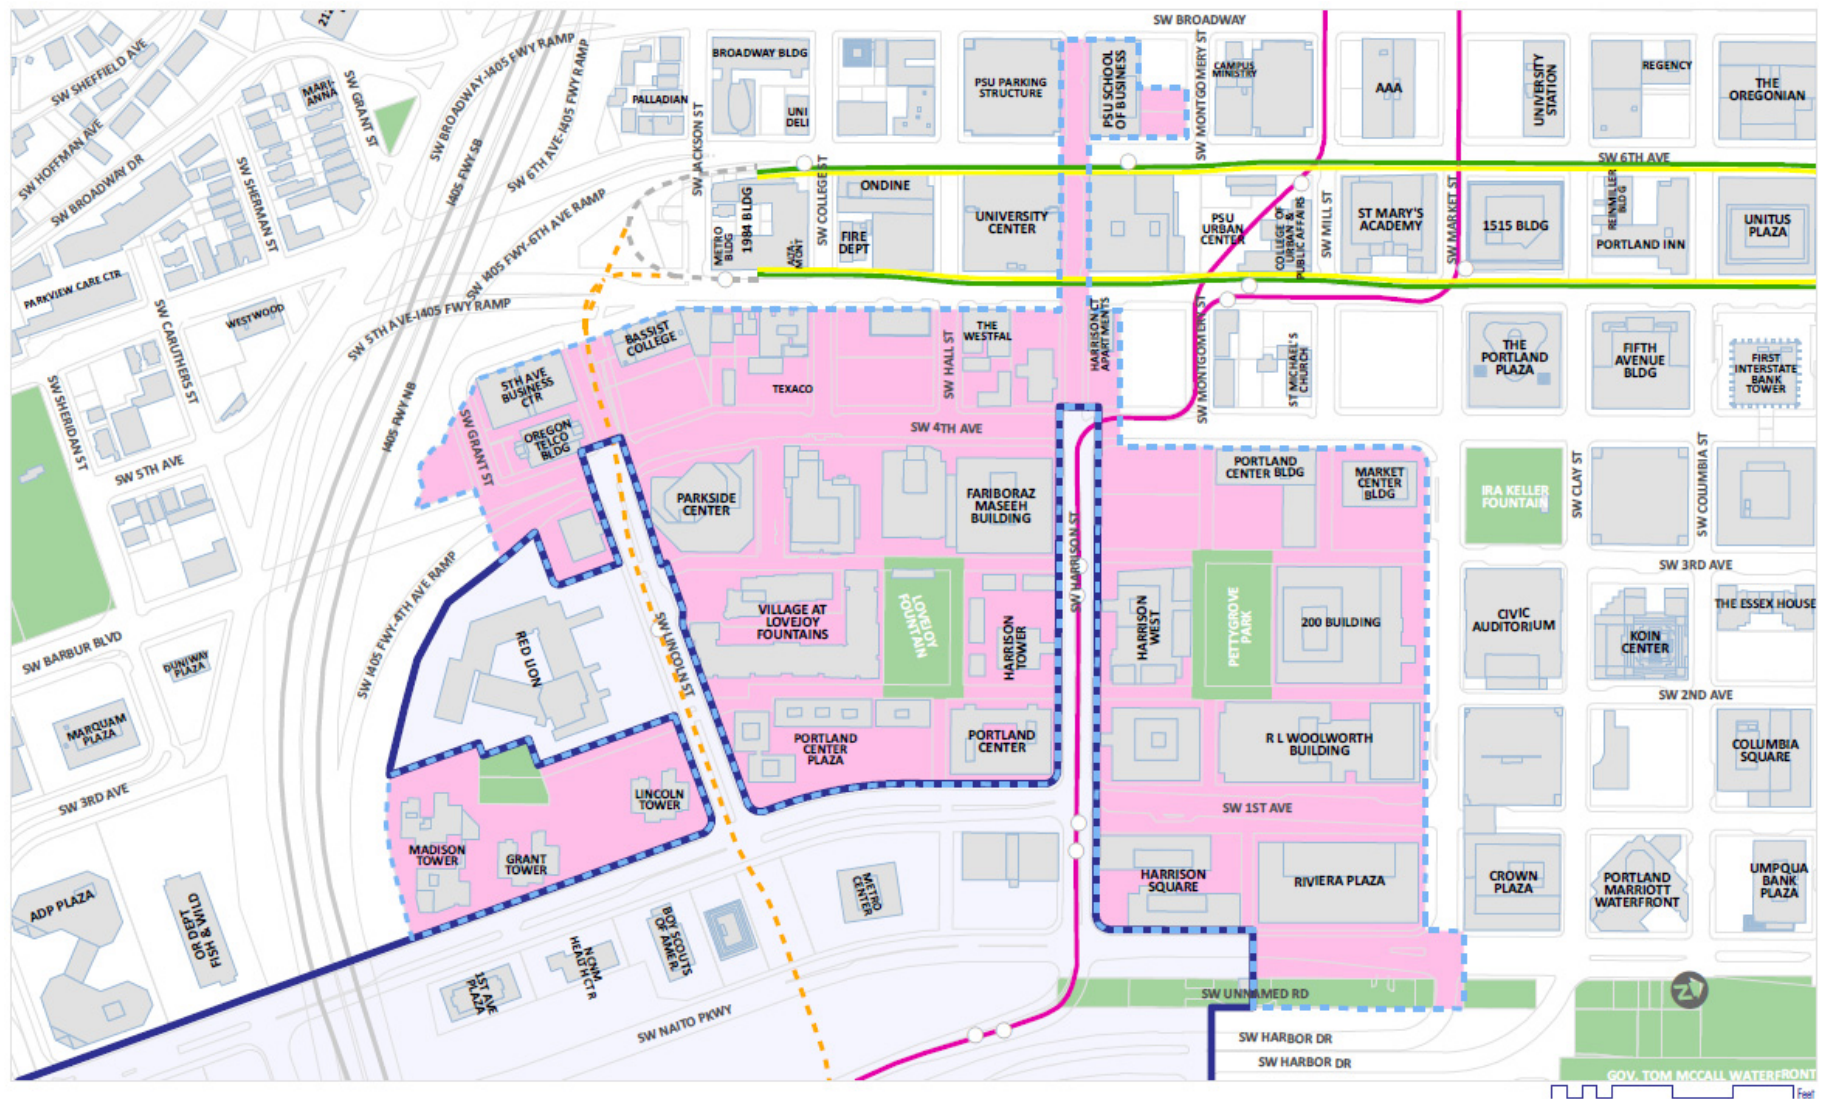 SW BROADWAY
SW SHEFFIELD AVE
SW HOFFMAN AVE
SW BROADWAY DR
MARI-
ANNA
SW GRANT ST
SW SHERMAN ST
SW BROADWAY-I405 FWY RAMP
I405 FWY SB
SW 6TH AVE-I405 FWY RAMP
PALLADIAN
SW JACKSON ST
BROADWAY BLDG
UNI
DELI
PSU PARKING
STRUCTURE
PSU SCHOOL
OF BUSINESS
SW MONTGOMERY ST
CAMPUS
MINISTRY
AAA
UNIVERSITY
STATION
REGENCY
THE
OREGONIAN
SW 6TH AVE
SW I405 FWY-6TH AVE RAMP
METRO
BLDG
1984 BLDG
ALTA-
MONT
SW COLLEGE ST
ONDINE
FIRE
DEPT
UNIVERSITY
CENTER
PSU
URBAN
CENTER
COLLEGE OF
URBAN &
PUBLIC AFFAIRS
SW MILL ST
ST MARY'S
ACADEMY
SW MARKET ST
1515 BLDG
REINMILLER
BLDG
PORTLAND INN
UNITUS
PLAZA
PARKVIEW CARE CTR
SW CARUTHERS ST
WESTWOOD
SW 5TH AVE-I405 FWY RAMP
BASSIST
COLLEGE
SW HALL ST
THE
WESTFAL
HARRISON CT
APARTMENTS
SW MONTGOMERY ST
ST MICHAEL'S
CHURCH
THE
PORTLAND
PLAZA
FIFTH
AVENUE
BLDG
FIRST
INTERSTATE
BANK
TOWER
5TH AVE
BUSINESS
CTR
TEXACO
SW SHERIDAN ST
I405 FWY NB
SW GRANT ST
OREGON
TELCO
BLDG
SW 4TH AVE
SW 5TH AVE
PARKSIDE
CENTER
FARIBORAZ
MASEEH
BUILDING
PORTLAND
CENTER BLDG
MARKET
CENTER
BLDG
IRA KELLER
FOUNTAIN
SW CLAY ST
SW COLUMBIA ST
SW HARRISON ST
SW 3RD AVE
SW I405 FWY-4TH AVE RAMP
VILLAGE AT
LOVEJOY
FOUNTAINS
LOVEJOY
FOUNTAIN
HARRISON
TOWER
HARRISON
WEST
PETTYGROVE
PARK
200 BUILDING
CIVIC
AUDITORIUM
KOIN
CENTER
THE ESSEX HOUSE
SW BARBUR BLVD
DUNIWAY
PLAZA
RED LION
SW LINCOLN ST
SW 2ND AVE
MARQUAM
PLAZA
PORTLAND
CENTER
PLAZA
PORTLAND
CENTER
R L WOOLWORTH
BUILDING
COLUMBIA
SQUARE
SW 3RD AVE
LINCOLN
TOWER
SW 1ST AVE
MADISON
TOWER
GRANT
TOWER
METRO
CENTER
HARRISON
SQUARE
RIVIERA PLAZA
CROWN
PLAZA
PORTLAND
MARRIOTT
WATERFRONT
UMPQUA
BANK
PLAZA
ADP PLAZA
OR DEPT
FISH & WILD
1ST AVE
PLAZA
NCNM
HEALTH CTR
BOY SCOUTS
OF AMER.
SW UNNAMED RD
SW NAITO PKWY
SW HARBOR DR
SW HARBOR DR
GOV. TOM MCCALL WATERFRONT
Feet